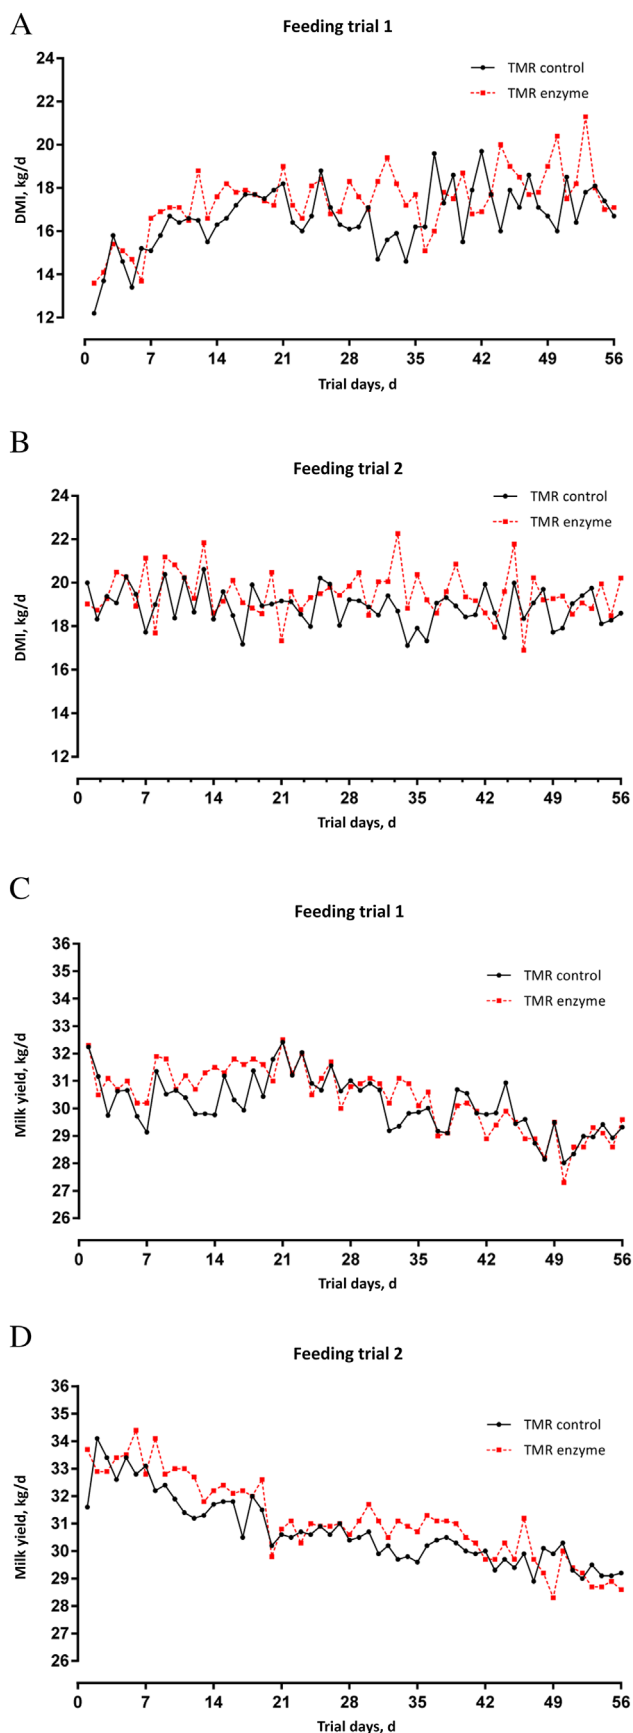 A
Feeding trial 1
TMR control
TMR enzyme
DMI, kg/d
24
22
20
18
16
14
12
0 7 14 21 28 35 42 49 56
Trial days, d
B
Feeding trial 2
TMR control
TMR enzyme
DMI, kg/d
24
22
20
18
16
14
12
0 7 14 21 28 35 42 49 56
Trial days, d
C
Feeding trial 1
TMR control
TMR enzyme
Milk yield, kg/d
36
35
34
33
32
31
30
29
28
27
26
0 7 14 21 28 35 42 49 56
Trial days, d
D
Feeding trial 2
TMR control
TMR enzyme
Milk yield, kg/d
36
35
34
33
32
31
30
29
28
27
26
0 7 14 21 28 35 42 49 56
Trial days, d